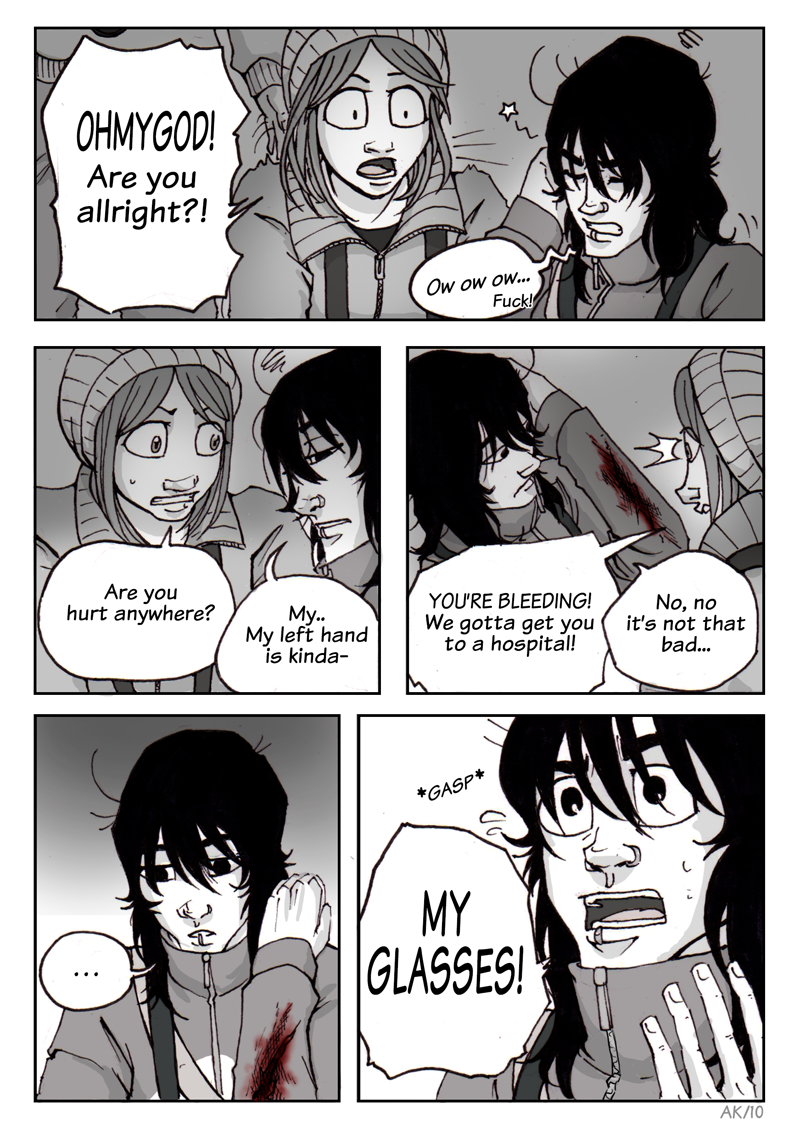 OHMYGOD!
Are you
allright?!
Ow ow ow...
Fuck!
Are you
hurt anywhere?
My..
My left hand
is kinda-
YOU'RE BLEEDING!
We gotta get you
to a hospital!
No, no
it's not that
bad...
...
*GASP*
MY
GLASSES!
AK/10